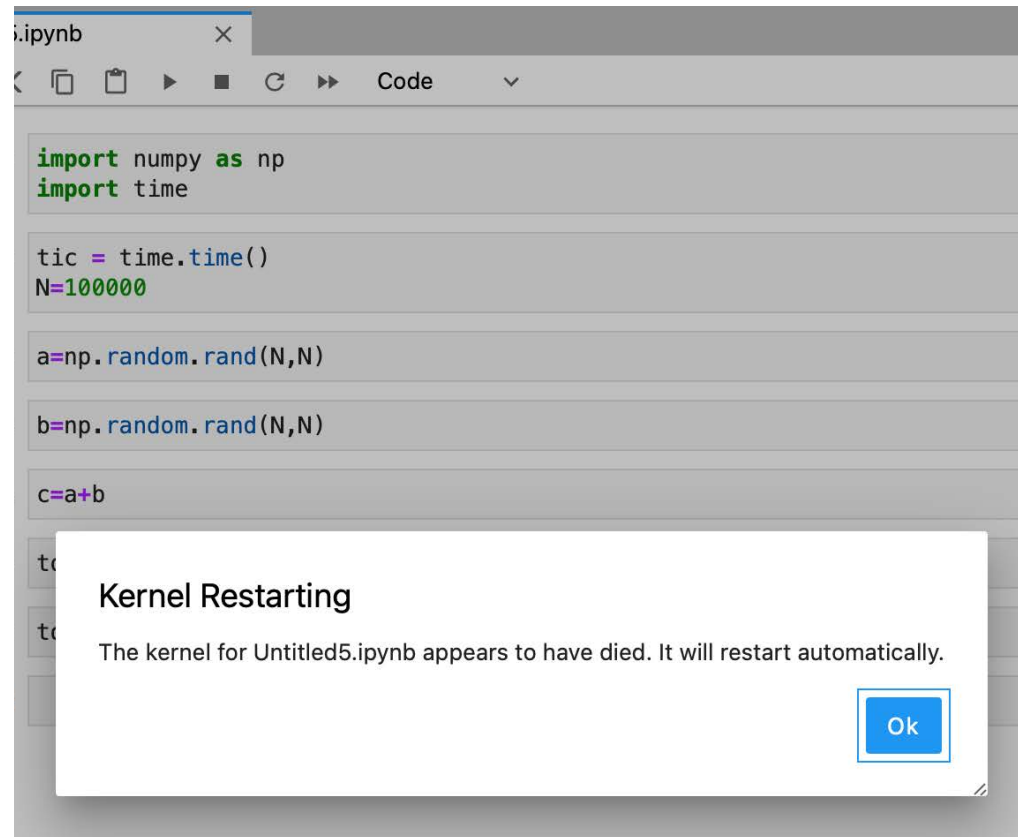 5.ipynb
Code
import numpy as np
import time
tic = time.time()
N=100000
a=np.random.rand(N,N)
b=np.random.rand(N,N)
c=a+b
Kernel Restarting
The kernel for Untitled5.ipynb appears to have died. It will restart automatically.
Ok